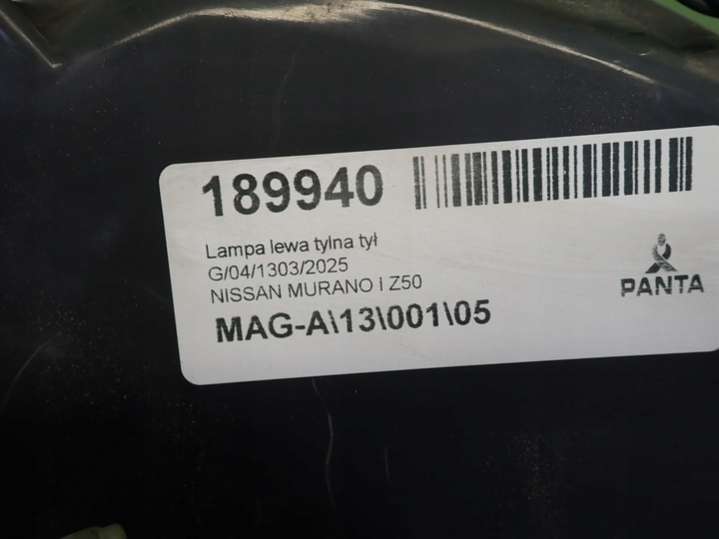 189940
Lampa lewa tylna tył
G/04/1303/2025
NISSAN MURANO I Z50
MAG-A\13\001\05
PANTA